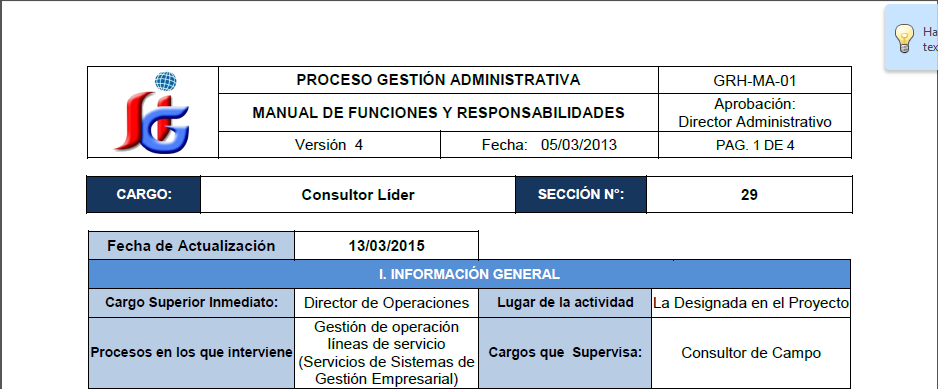 Ha
tex
PROCESO GESTIÓN ADMINISTRATIVA
GRH-MA-01
MANUAL DE FUNCIONES Y RESPONSABILIDADES
Aprobación:
Director Administrativo
Versión 4
Fecha: 05/03/2013
PAG. 1 DE 4
CARGO:
Consultor Líder
SECCIÓN N°:
29
Fecha de Actualización
13/03/2015
I. INFORMACIÓN GENERAL
Cargo Superior Inmediato:
Director de Operaciones
Lugar de la actividad
La Designada en el Proyecto
Procesos en los que interviene
Gestión de operación
líneas de servicio
(Servicios de Sistemas de
Gestión Empresarial)
Cargos que Supervisa:
Consultor de Campo